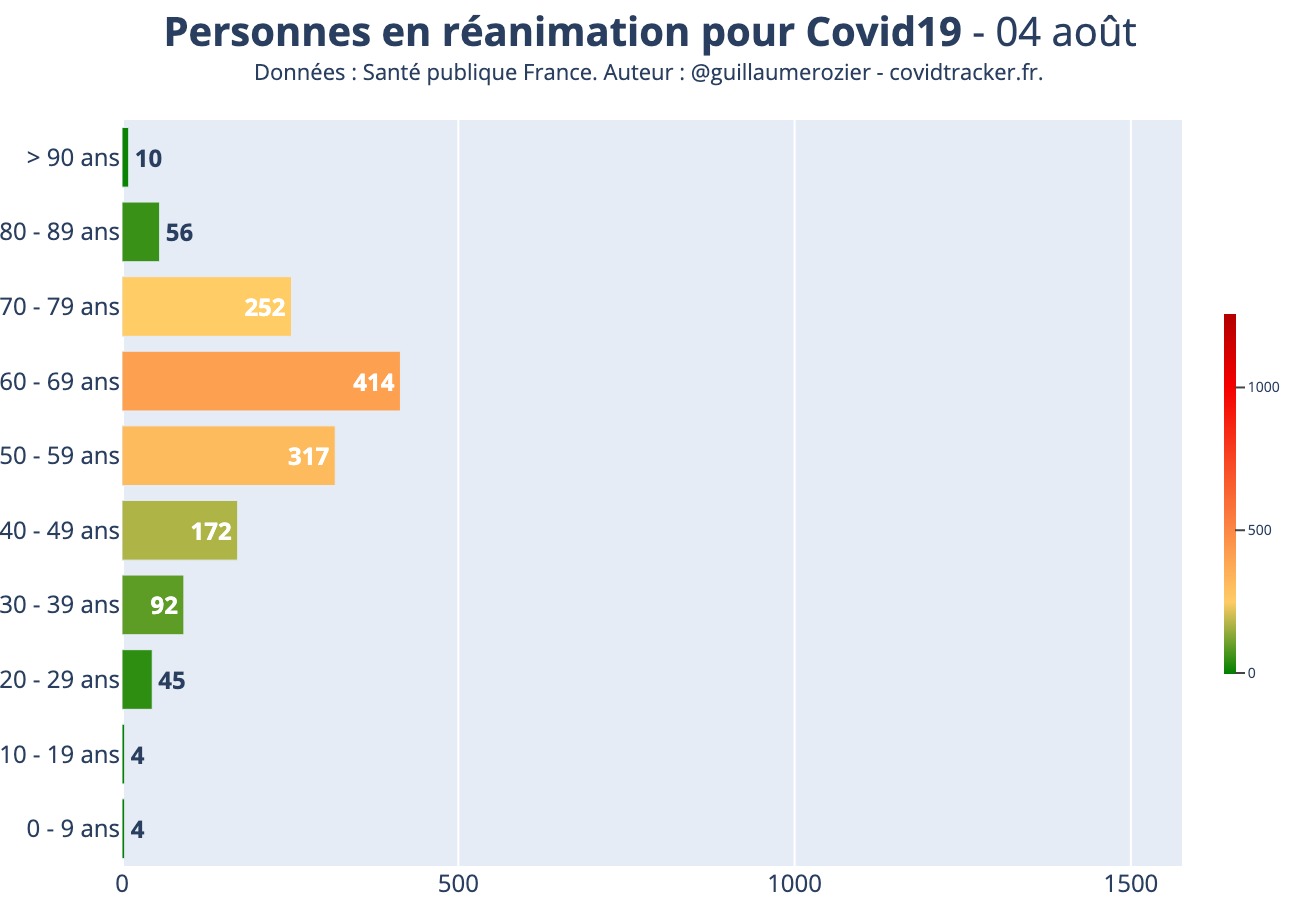 Personnes en réanimation pour Covid19 - 04 août
Données : Santé publique France. Auteur : @guillaumerozier - covidtracker.fr.
> 90 ans 10
80 - 89 ans 56
70 - 79 ans 252
60 - 69 ans 414
50 - 59 ans 317
40 - 49 ans 172
30 - 39 ans 92
20 - 29 ans 45
10 - 19 ans 4
0 - 9 ans 4
0 500 1000 1500
1000
500
0